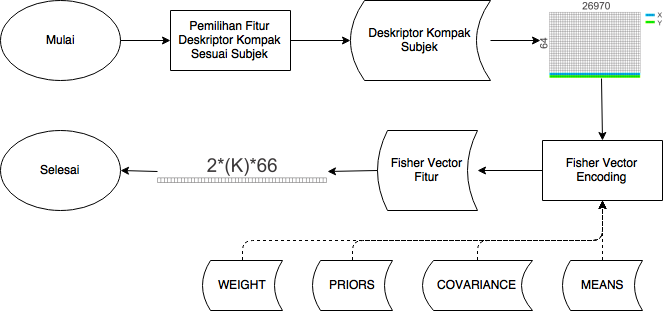 Mulai
Pemilihan Fitur
Deskriptor Kompak
Sesuai Subjek
Deskriptor Kompak
Subjek
26970
64
X
Y
Selesai
2*(K)*66
Fisher Vector
Fitur
Fisher Vector
Encoding
WEIGHT
PRIORS
COVARIANCE
MEANS